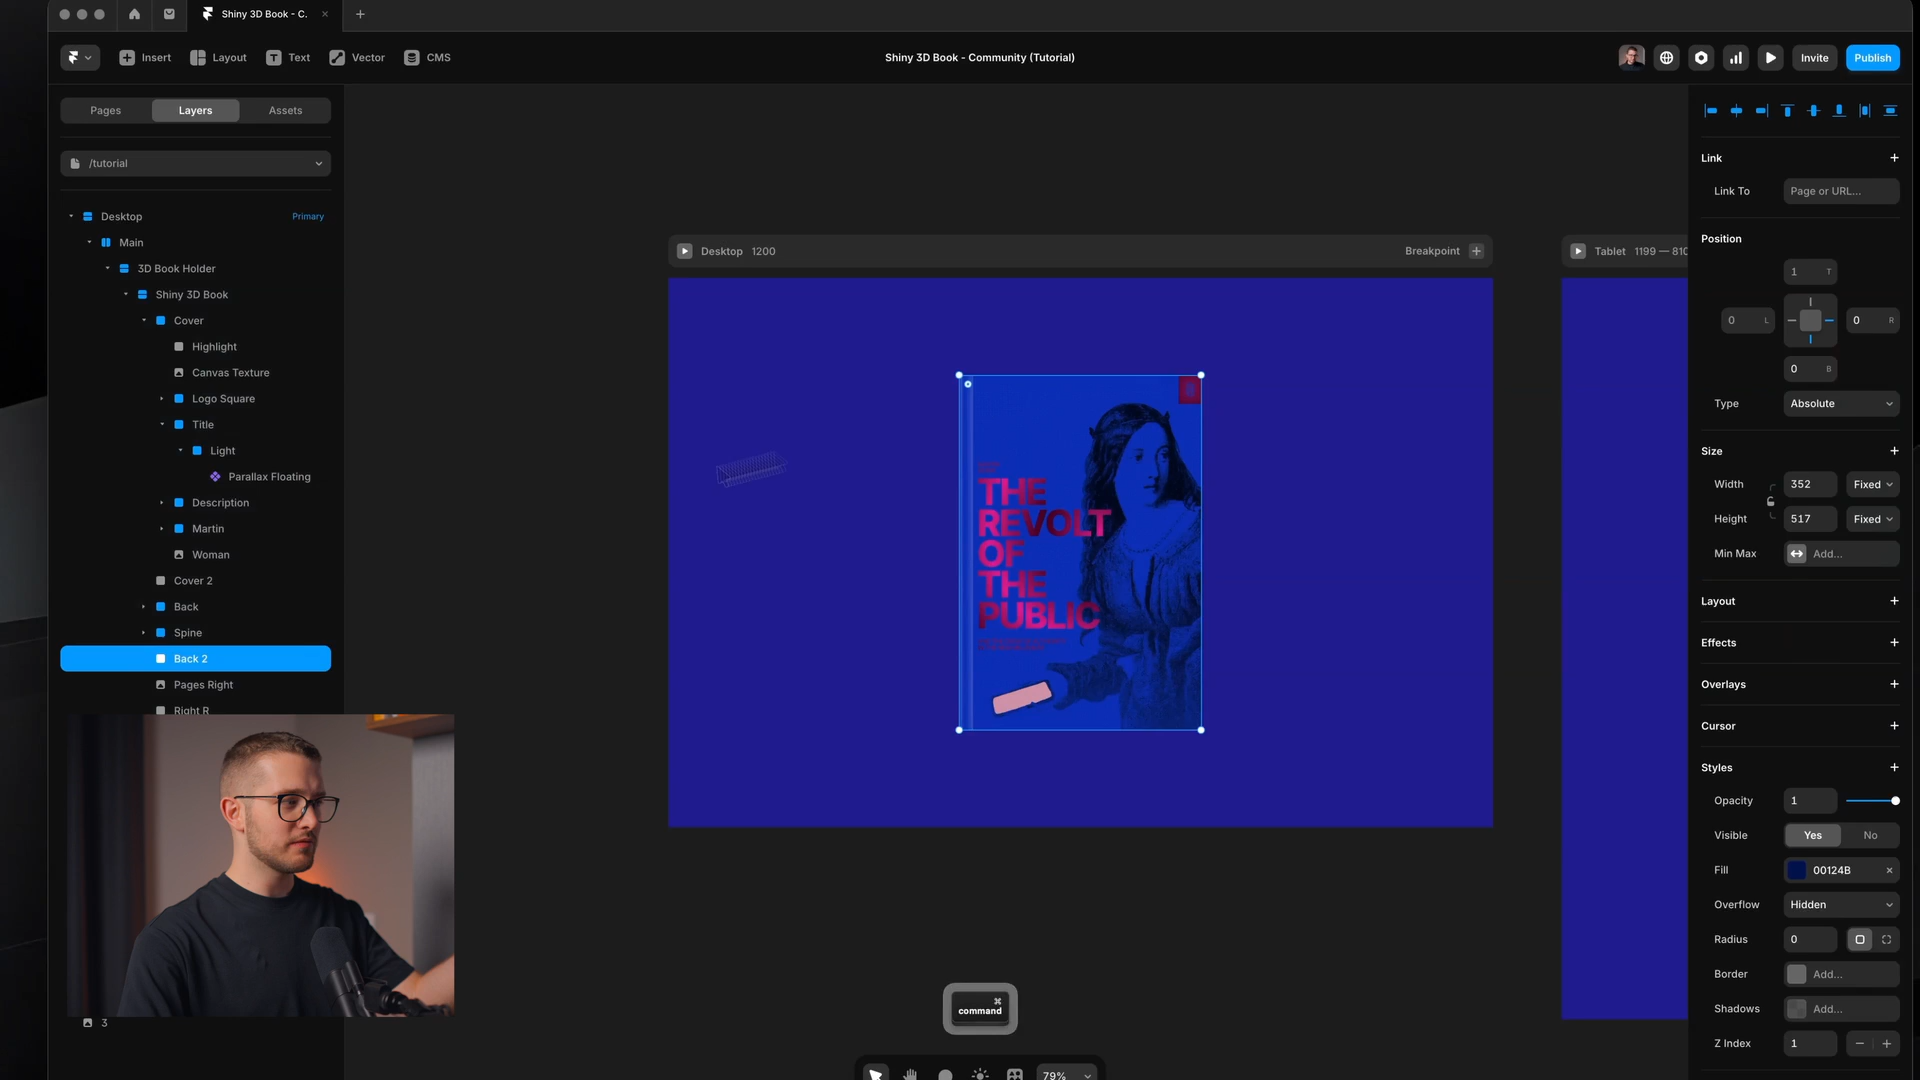 Shiny 3D Book - C.
Insert
Layout
Text
Vector
CMS
Shiny 3D Book - Community (Tutorial)
Invite
Publish
Pages
Layers
Assets
/tutorial
Desktop
Primary
Main
3D Book Holder
Shiny 3D Book
Cover
Highlight
Canvas Texture
Logo Square
Title
Light
Parallax Floating
Description
Martin
Woman
Cover 2
Back
Spine
Back 2
Pages Right
Right R
3
Desktop 1200
Breakpoint
Tablet 1199 — 810
THE
REVOLT
OF
THE
PUBLIC
⌘
command
79%
Link
Link To
Page or URL...
Position
1 T
0 L
0 R
0 B
Type
Absolute
Size
Width
352
Fixed
Height
517
Fixed
Min Max
Add...
Layout
Effects
Overlays
Cursor
Styles
Opacity
1
Visible
Yes
No
Fill
00124B
Overflow
Hidden
Radius
0
Border
Add...
Shadows
Add...
Z Index
1